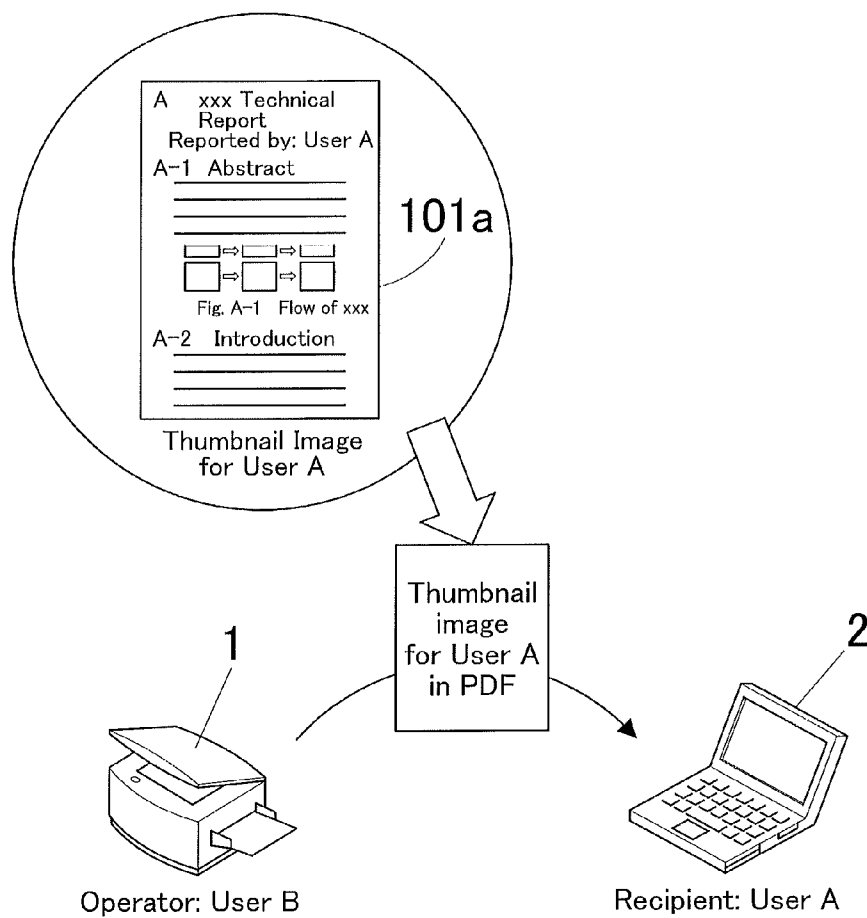 A xxx Technical
Report
Reported by: User A
A-1 Abstract
101a
Fig. A-1 Flow of xxx
A-2 Introduction
Thumbnail Image
for User A
Thumbnail
image
for User A
in PDF
1
2
Operator: User B
Recipient: User A